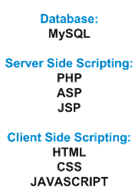 Database:
MySQL
Server Side Scripting:
PHP
ASP
JSP
Client Side Scripting:
HTML
CSS
JAVASCRIPT